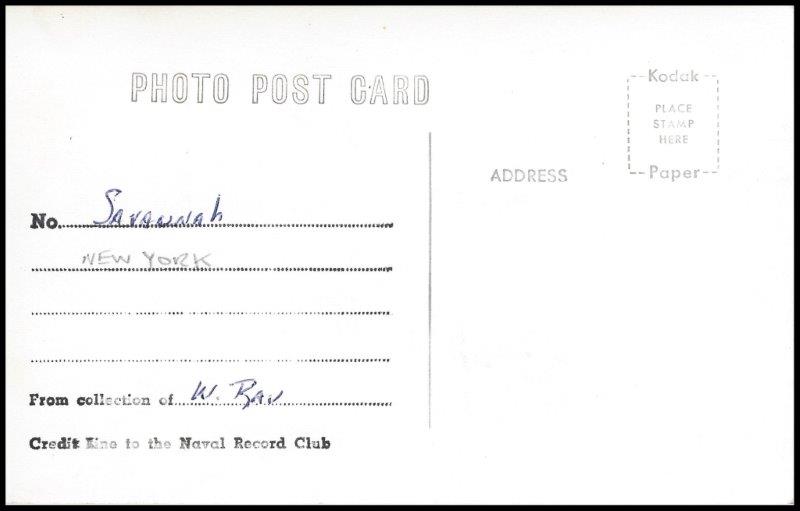 PHOTO POST CARD
Kodak
PLACE
STAMP
HERE
Paper
ADDRESS
No. Savannah
NEW YORK
From collection of W. Rau
Credit line to the Naval Record Club